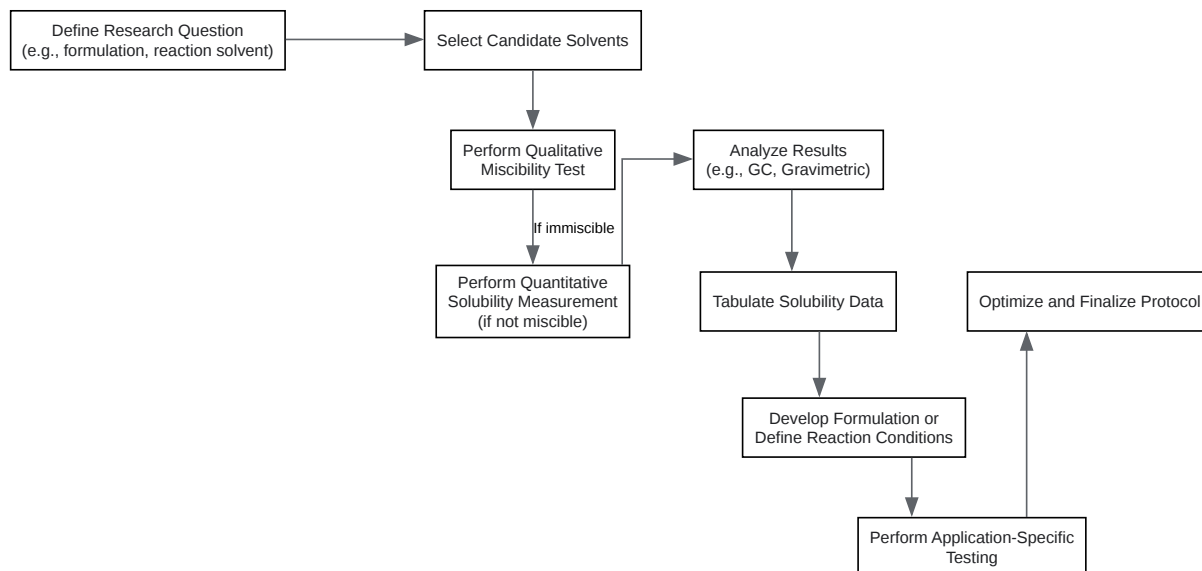 Define Research Question
(e.g., formulation, reaction solvent)
Select Candidate Solvents
Perform Qualitative
Miscibility Test
If immiscible
Perform Quantitative
Solubility Measurement
(if not miscible)
Analyze Results
(e.g., GC, Gravimetric)
Tabulate Solubility Data
Develop Formulation or
Define Reaction Conditions
Perform Application-Specific
Testing
Optimize and Finalize Protocol